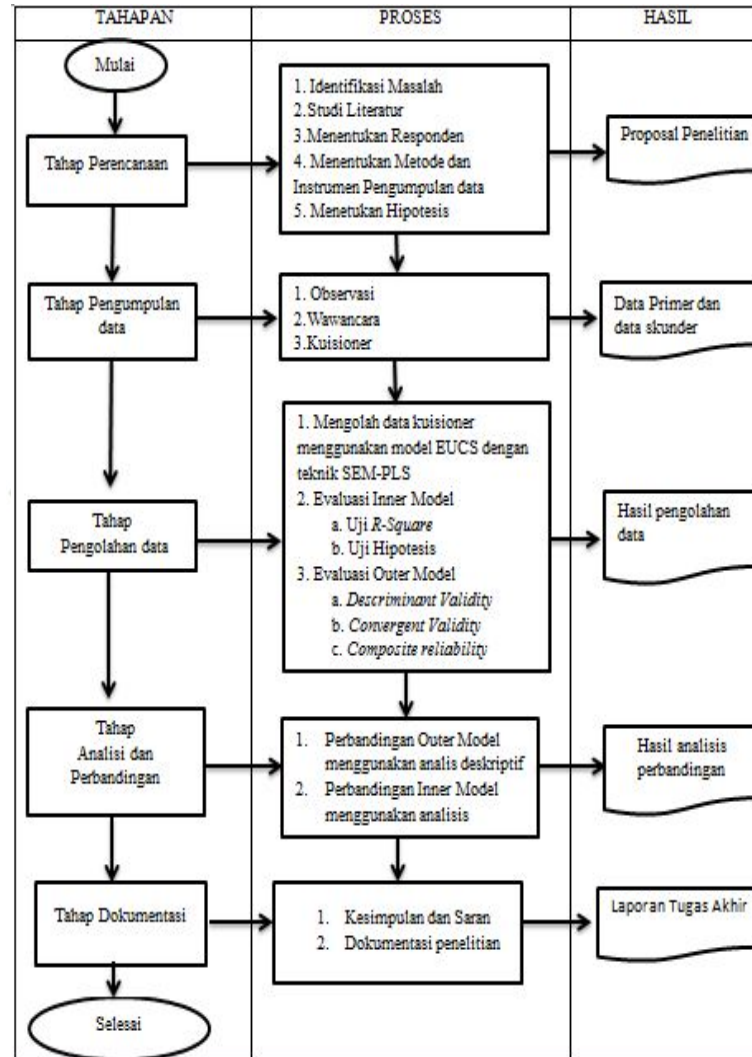 TAHAPAN
PROSES
HASIL
Mulai
Tahap Perencanaan
1. Identifikasi Masalah
2.Studi Literatur
3.Menentukan Responden
4. Menentukan Metode dan
Instrumen Pengumpulan data
5. Menetukan Hipotesis
Proposal Penelitian
Tahap Pengumpulan
data
1. Observasi
2.Wawancara
3.Kuisioner
Data Primer dan
data skunder
Tahap
Pengolahan data
1. Mengolah data kuisioner
menggunakan model EUCS dengan
teknik SEM-PLS
2. Evaluasi Inner Model
a. Uji R-Square
b. Uji Hipotesis
3. Evaluasi Outer Model
a. Descriminant Validity
b. Convergent Validity
c. Composite reliability
Hasil pengolahan
data
Tahap
Analisi dan
Perbandingan
1. Perbandingan Outer Model
menggunakan analis deskriptif
2. Perbandingan Inner Model
menggunakan analisis
Hasil analisis
perbandingan
Tahap Dokumentasi
1. Kesimpulan dan Saran
2. Dokumentasi penelitian
Laporan Tugas Akhir
Selesai